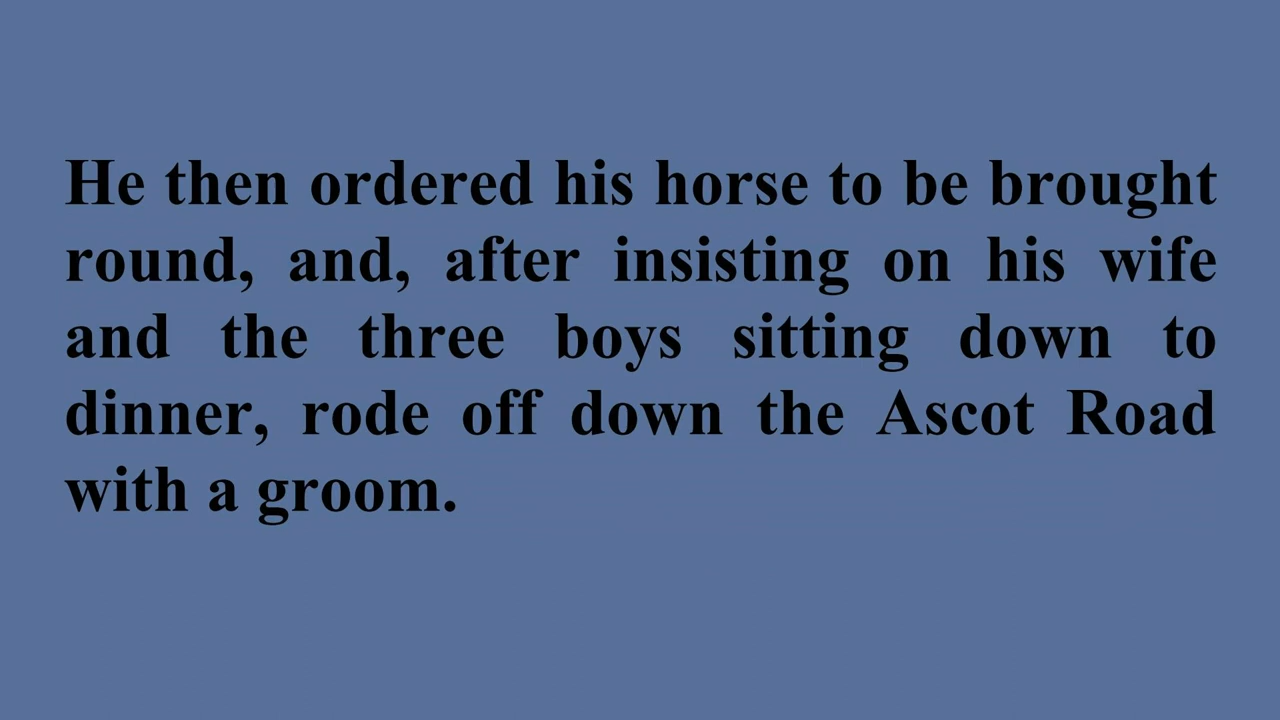 He then ordered his horse to be brought
round, and, after insisting on his wife
and the three boys sitting down to
dinner, rode off down the Ascot Road
with a groom.